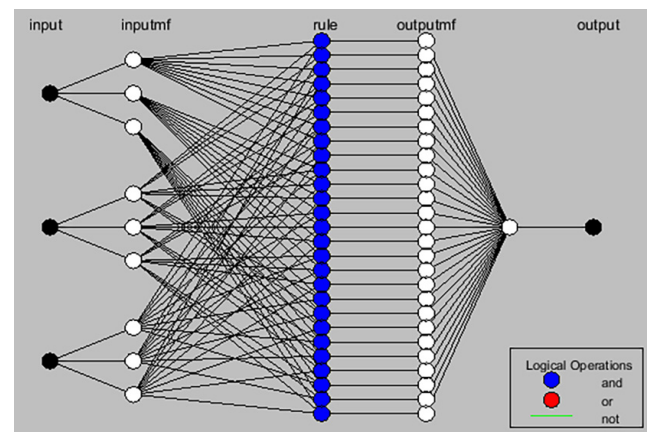 input inputmf rule outputmf output
Logical Operations
and
or
not